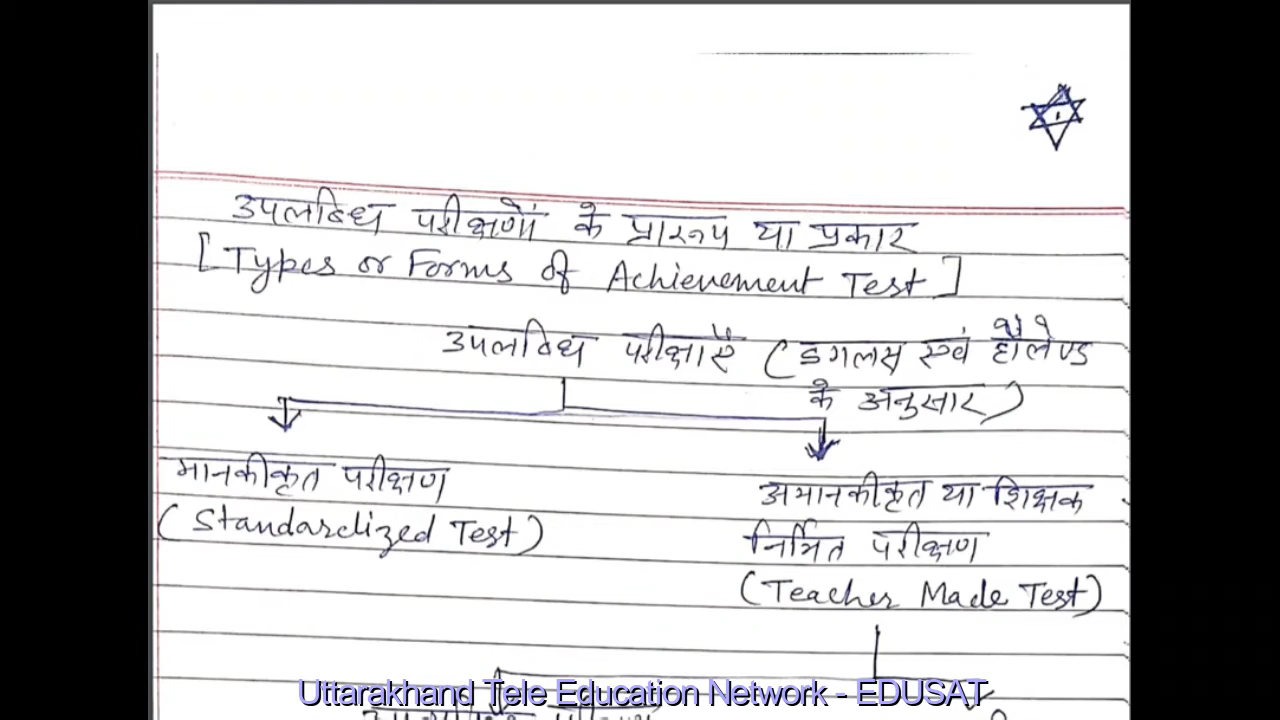 उपलब्धि परीक्षणों के प्रारूप या प्रकार
[Types or Forms of Achievement Test]
उपलब्धि परीक्षाएँ (डगलस एवं हॉलेण्ड
के अनुसार)
मानकीकृत परीक्षण
(Standardized Test)
अमानकीकृत या शिक्षक
निर्मित परीक्षण
(Teacher Made Test)
Uttarakhand Tele Education Network - EDUSAT